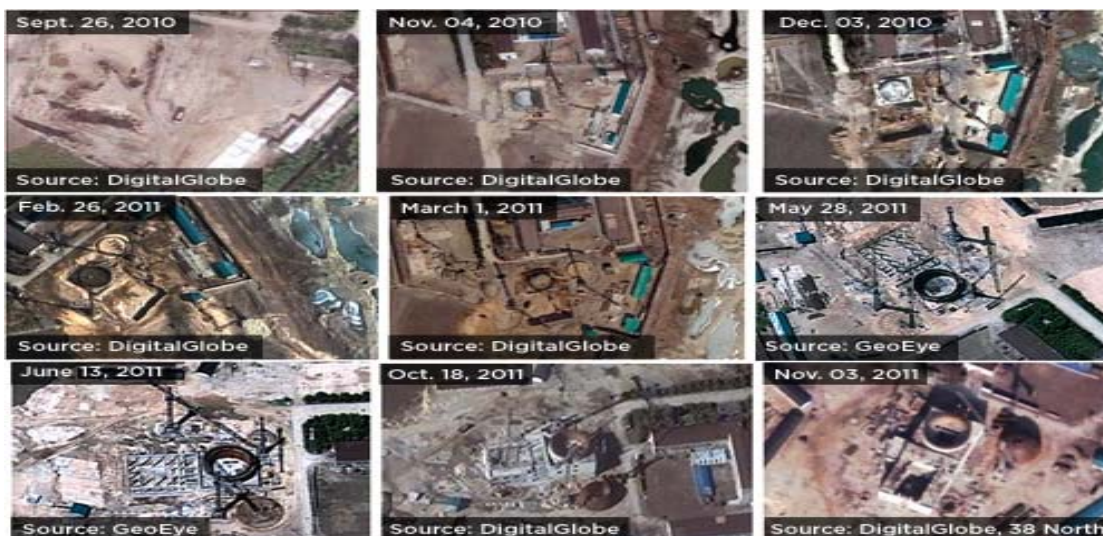 Sept. 26, 2010
Nov. 04, 2010
Dec. 03, 2010
Source: DigitalGlobe
Source: DigitalGlobe
Source: DigitalGlobe
Feb. 26, 2011
March 1, 2011
May 28, 2011
Source: DigitalGlobe
Source: DigitalGlobe
Source: GeoEye
June 13, 2011
Oct. 18, 2011
Nov. 03, 2011
Source: GeoEye
Source: DigitalGlobe
Source: DigitalGlobe, 38 North